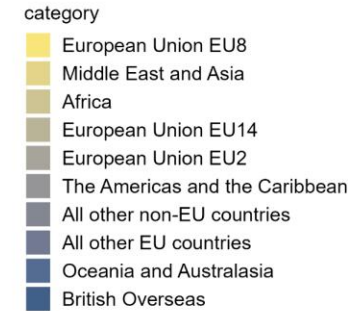 category
European Union EU8
Middle East and Asia
Africa
European Union EU14
European Union EU2
The Americas and the Caribbean
All other non-EU countries
All other EU countries
Oceania and Australasia
British Overseas